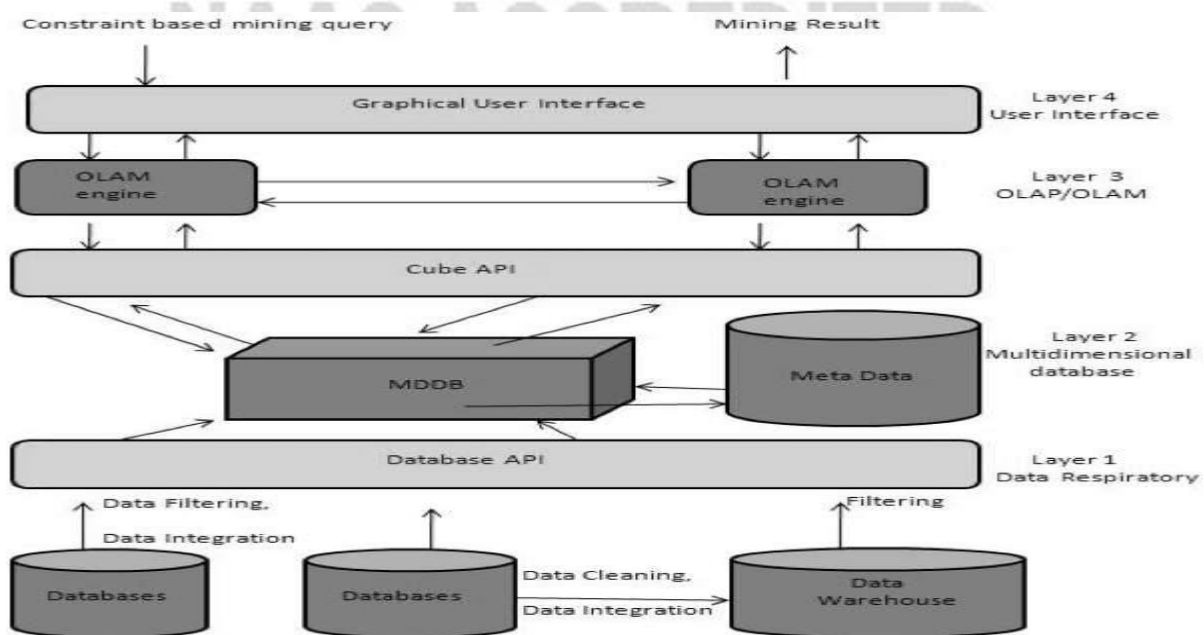 Constraint based mining query
Mining Result
Graphical User Interface
Layer 4
User Interface
OLAM
engine
OLAM
engine
Layer 3
OLAP/OLAM
Cube API
Layer 2
Multidimensional
database
MDDB
Meta Data
Database API
Layer 1
Data Respiratory
Data Filtering,
Data Integration
Filtering
Databases
Databases
Data Cleaning,
Data Integration
Data
Warehouse